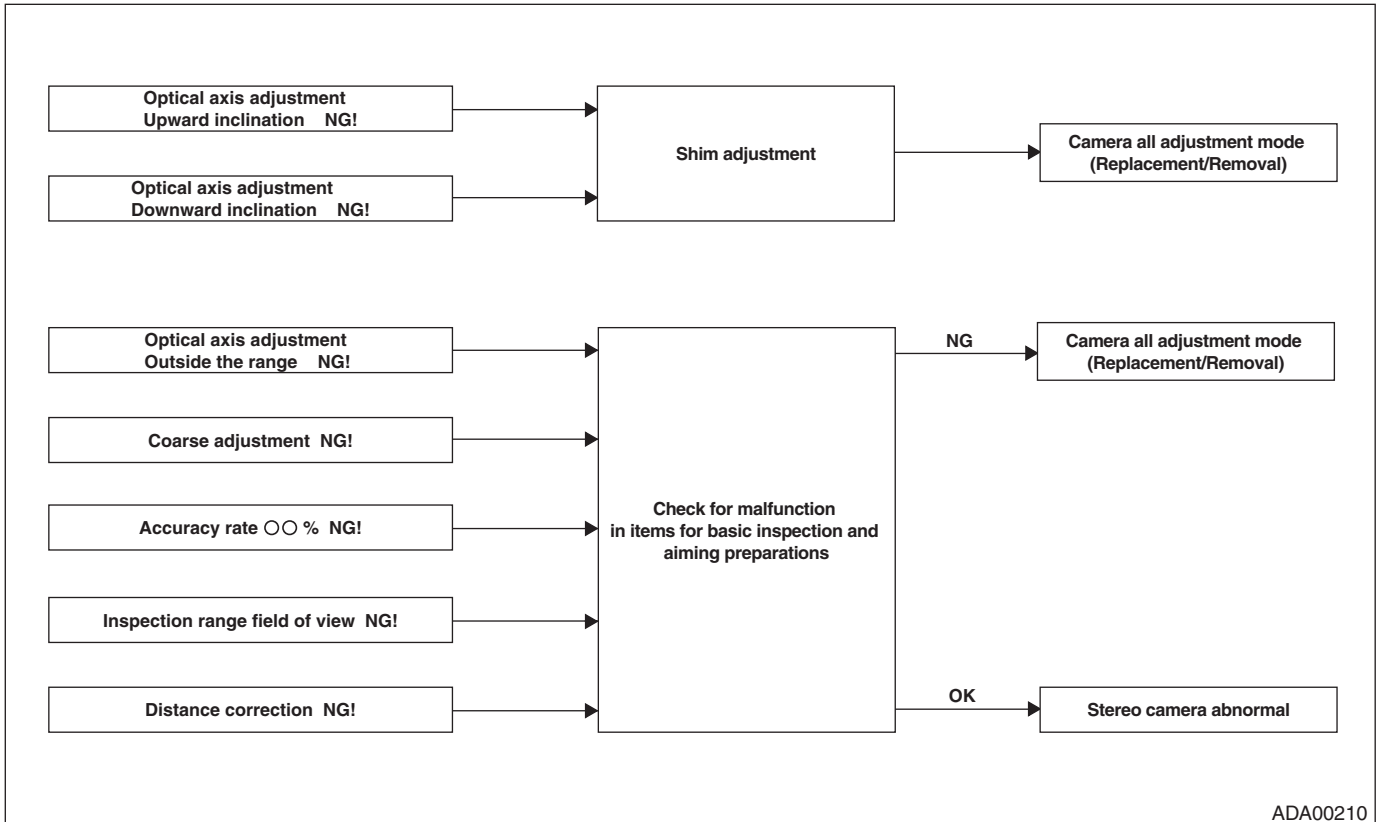 Optical axis adjustment
Upward inclination NG!
Shim adjustment
Camera all adjustment mode
(Replacement/Removal)
Optical axis adjustment
Downward inclination NG!
Optical axis adjustment
Outside the range NG!
NG
Camera all adjustment mode
(Replacement/Removal)
Coarse adjustment NG!
Accuracy rate ○○ % NG!
Check for malfunction
in items for basic inspection and
aiming preparations
Inspection range field of view NG!
Distance correction NG!
OK
Stereo camera abnormal
ADA00210